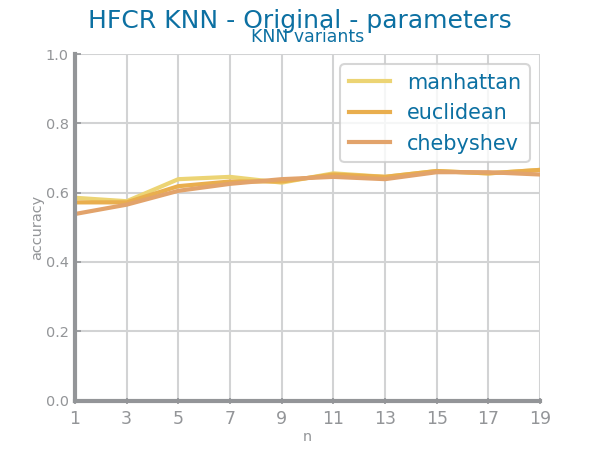 HFCR KNN - Original - parameters
KNN variants
manhattan
euclidean
chebyshev
accuracy
1.0
0.8
0.6
0.4
0.2
0.0
1 3 5 7 9 11 13 15 17 19
n